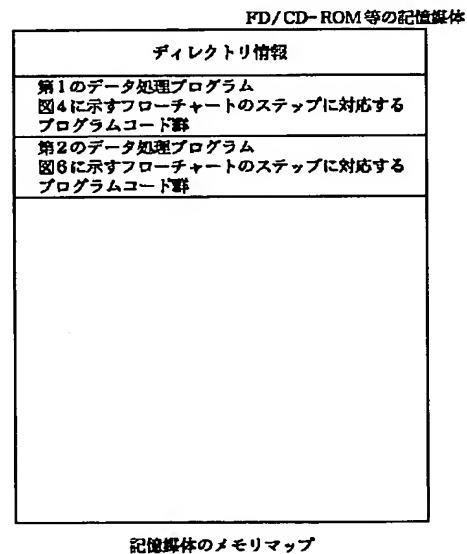 FD/CD-ROM等の記憶媒体
ディレクトリ情報
第1のデータ処理プログラム
図4に示すフローチャートのステップに対応する
プログラムコード群
第2のデータ処理プログラム
図6に示すフローチャートのステップに対応する
プログラムコード群
記憶媒体のメモリマップ